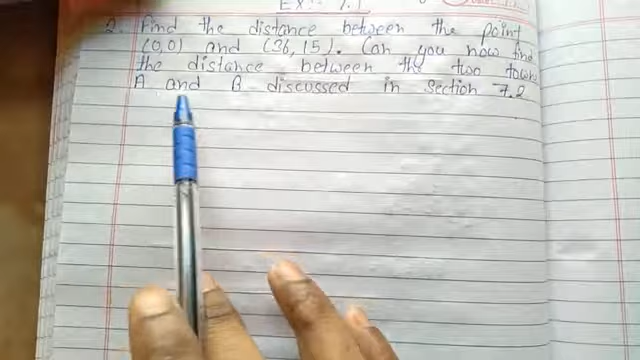 Ex: 7.1
2. Find the distance between the point
(0,0) and (36,15). Can you now find
the distance between the two towns
A and B discussed in section 7.2